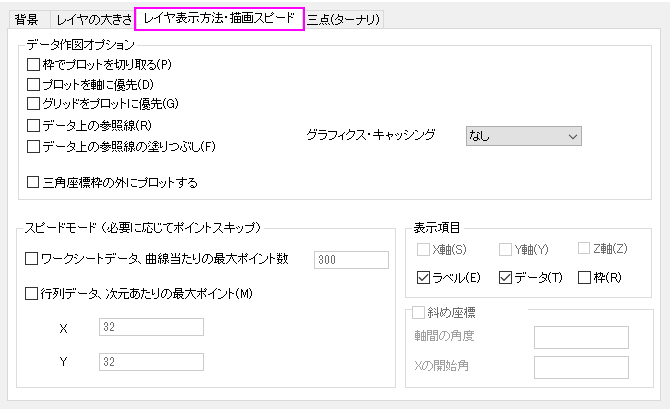 背景 レイヤの大きさ レイヤ表示方法・描画スピード 三点(ターナリ)
データ作図オプション
枠でプロットを切り取る(P)
プロットを軸に優先(D)
グリッドをプロットに優先(G)
データ上の参照線(R)
データ上の参照線の塗りつぶし(F)
グラフィクス・キャッシング なし
三角座標枠の外にプロットする
スピードモード (必要に応じてポイントスキップ)
ワークシートデータ、曲線当たりの最大ポイント数 300
行列データ、次元あたりの最大ポイント(M)
X 32
Y 32
表示項目
X軸(S) Y軸(Y) Z軸(Z)
ラベル(E) データ(T) 枠(R)
斜め座標
軸間の角度
Xの開始角